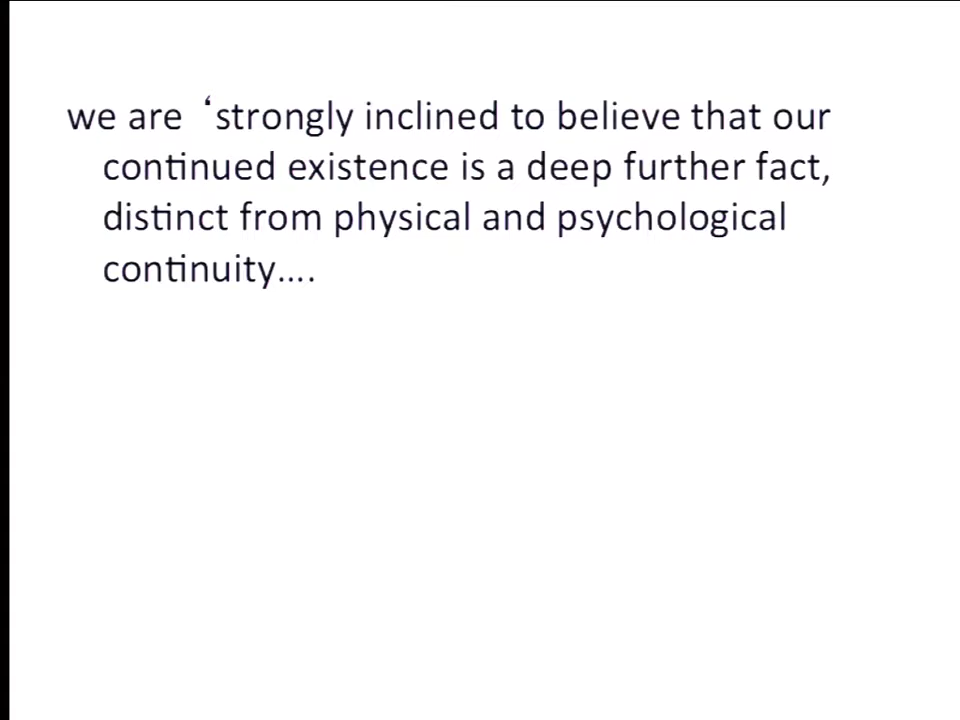 we are ‘strongly inclined to believe that our
continued existence is a deep further fact,
distinct from physical and psychological
continuity….